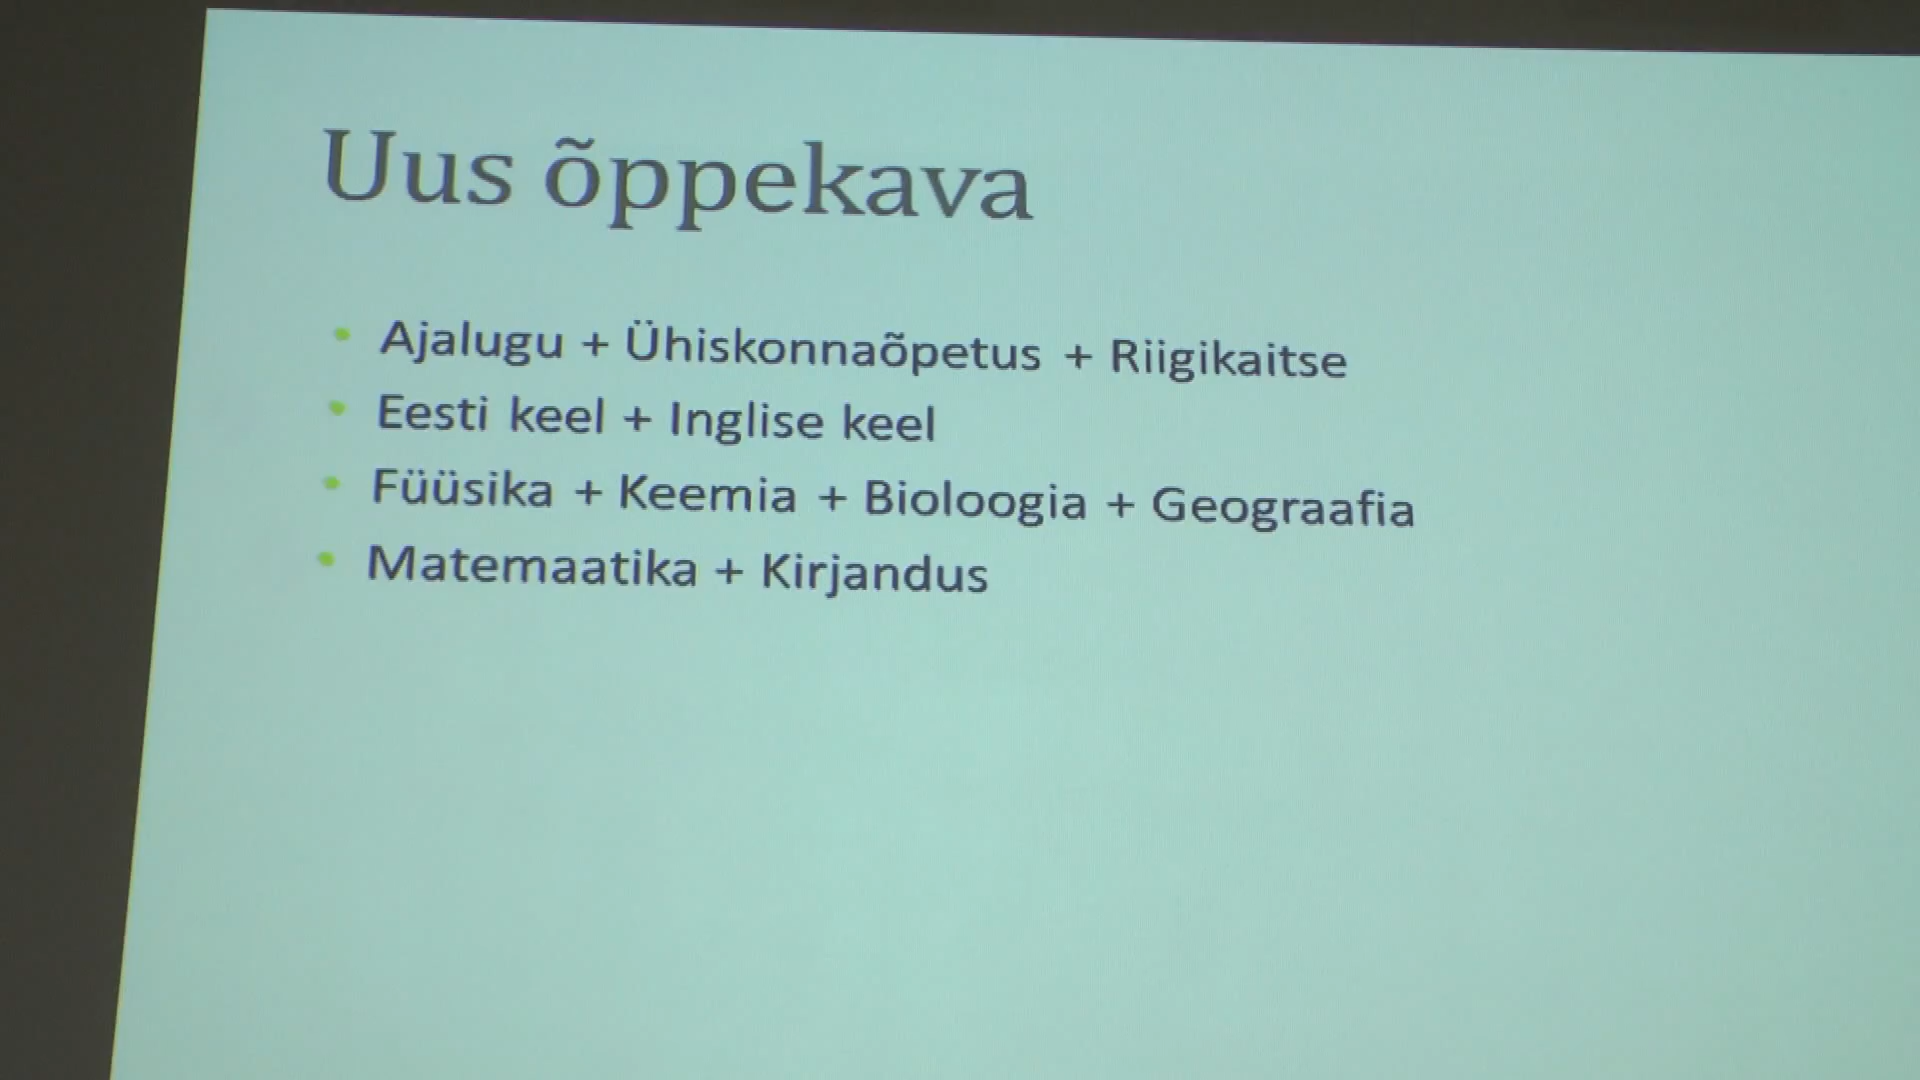 Uus õppekava
• Ajalugu + Ühiskonnaõpetus + Riigikaitse
• Eesti keel + Inglise keel
• Füüsika + Keemia + Bioloogia + Geograafia
• Matemaatika + Kirjandus